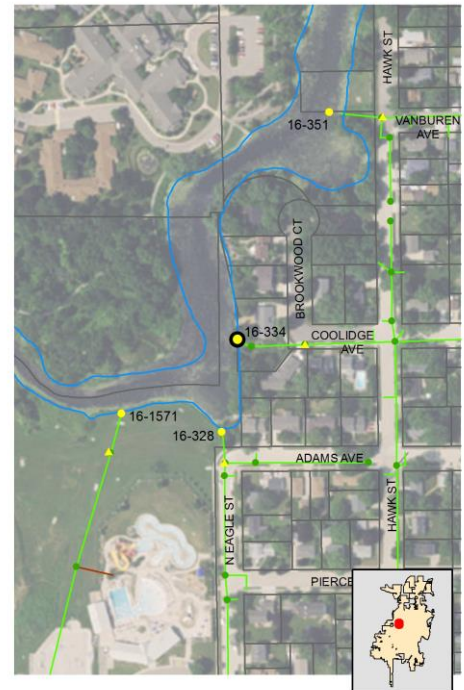 HAWK ST
16-351
VANBUREN
AVE
BROOKWOOD CT
16-334
COOLIDGE
AVE
16-1571
16-328
ADAMS AVE
N EAGLE ST
HAWK ST
PIERCE